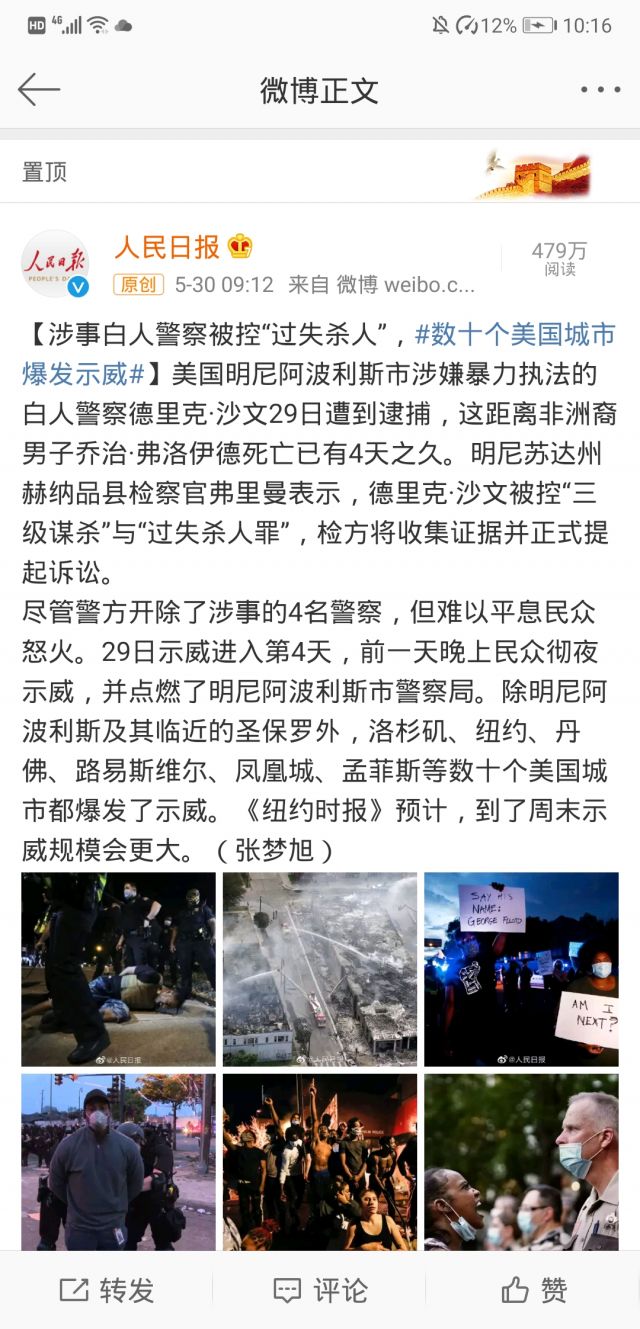 HD 4G 12% 10:16
微博正文
置顶
人民日报
人民日报
PEOPLE'S D
479万
阅读
原创 5-30 09:12 来自 微博 weibo.c...
【涉事白人警察被控“过失杀人”，#数十个美国城市
爆发示威#】美国明尼阿波利斯市涉嫌暴力执法的
白人警察德里克·沙文29日遭到逮捕，这距离非洲裔
男子乔治·弗洛伊德死亡已有4天之久。明尼苏达州
赫纳品县检察官弗里曼表示，德里克·沙文被控“三
级谋杀”与“过失杀人罪”，检方将收集证据并正式提
起诉讼。
尽管警方开除了涉事的4名警察，但难以平息民众
怒火。29日示威进入第4天，前一天晚上民众彻夜
示威，并点燃了明尼阿波利斯市警察局。除明尼阿
波利斯及其临近的圣保罗外，洛杉矶、纽约、丹
佛、路易斯维尔、凤凰城、孟菲斯等数十个美国城
市都爆发了示威。《纽约时报》预计，到了周末示
威规模会更大。（张梦旭）
@人民日报
@人民日报
SAY HIS
NAME:
GEORGE FLOYD
AM I
NEXT?
@人民日报
转发 评论 赞